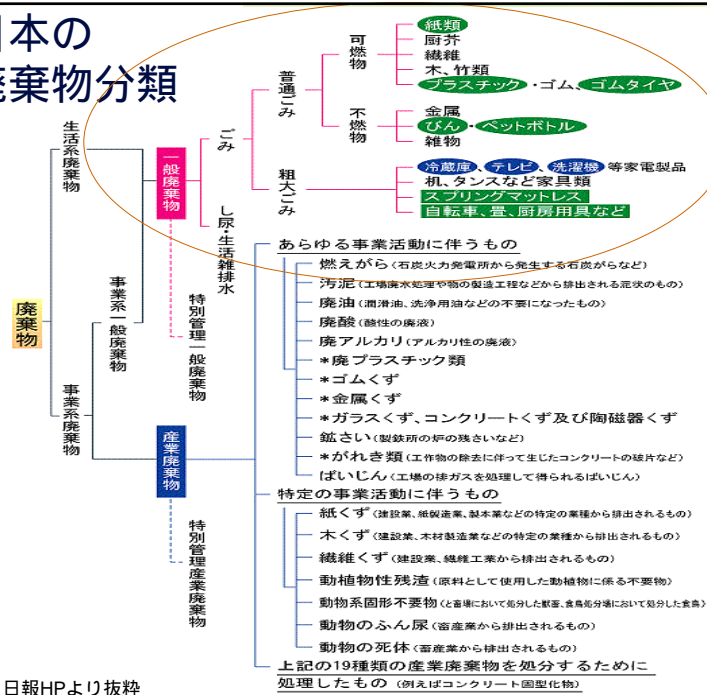 日本の
廃棄物分類
廃棄物
生活系廃棄物
事業系廃棄物
事業系一般廃棄物
一般廃棄物
特別管理一般廃棄物
産業廃棄物
特別管理産業廃棄物
ごみ
し尿・生活雑排水
普通ごみ
粗大ごみ
可燃物
不燃物
紙類
厨芥
繊維
木、竹類
プラスチック・ゴム、ゴムタイヤ
金属
びん・ペットボトル
雑物
冷蔵庫、テレビ、洗濯機 等家電製品
机、タンスなど家具類
スプリングマットレス
自転車、畳、厨房用具など
あらゆる事業活動に伴うもの
燃えがら(石炭火力発電所から発生する石炭がらなど)
汚泥(工場廃水処理や物の製造工程などから排出される泥状のもの)
廃油(潤滑油、洗浄用油などの不要になったもの)
廃酸(酸性の廃液)
廃アルカリ(アルカリ性の廃液)
*廃プラスチック類
*ゴムくず
*金属くず
*ガラスくず、コンクリートくず及び陶磁器くず
鉱さい(製鉄所の炉の残さいなど)
*がれき類(工作物の除去に伴って生じたコンクリートの破片など)
ばいじん(工場の排ガスを処理して得られるばいじん)
特定の事業活動に伴うもの
紙くず(建設業、紙製造業、製本業などの特定の業種から排出されるもの)
木くず(建設業、木材製造業などの特定の業種から排出されるもの)
繊維くず(建設業、繊維工業から排出されるもの)
動植物性残渣(原料として使用した動植物に係る不要物)
動物系固形不要物(と畜場において処分した獣畜、食鳥処分場において処分した食鳥)
動物のふん尿(畜産業から排出されるもの)
動物の死体(畜産業から排出されるもの)
上記の19種類の産業廃棄物を処分するために
処理したもの(例えばコンクリート固型化物)
日報HPより抜粋